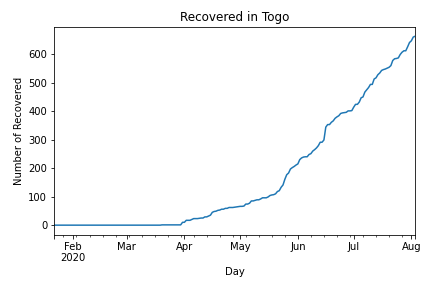 Recovered in Togo
Number of Recovered
600
500
400
300
200
100
0
Feb
2020
Mar
Apr
May
Jun
Jul
Aug
Day